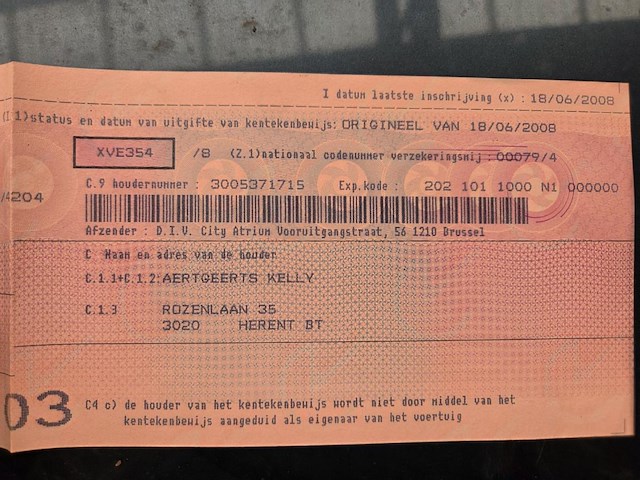 I datum laatste inschrijving (x) : 18/06/2008
(I 1)status en datum van uitgifte van kentekenbewijs: ORIGINEEL VAN 18/06/2008
XVE354 /8 (Z.1)nationaal codenummer verzekeringsmij : 00079/4
C.9 houdernummer : 3005371715 Exp.kode : 202 101 1000 N1 000000
/4204
Afzender : D.I.V. City Atrium Vooruitgangstraat, 56 1210 Brussel
C Naam en adres van de houder
C.1.1+C.1.2: AERTGEERTS KELLY
C.1.3 ROZENLAAN 35
3020 HERENT BT
03
C4 c) de houder van het kentekenbewijs wordt niet door middel van het
kentekenbewijs aangeduid als eigenaar van het voertuig